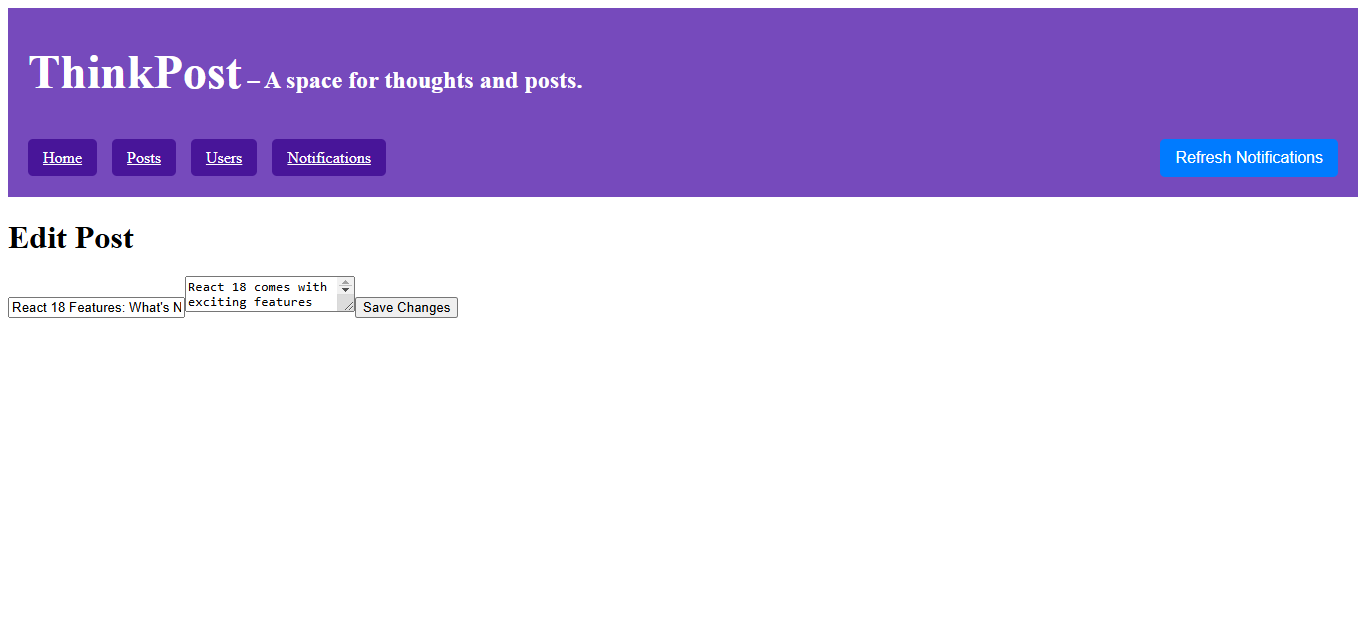 ThinkPost – A space for thoughts and posts.
Home Posts Users Notifications Refresh Notifications
Edit Post
React 18 comes with
exciting features
React 18 Features: What's N Save Changes